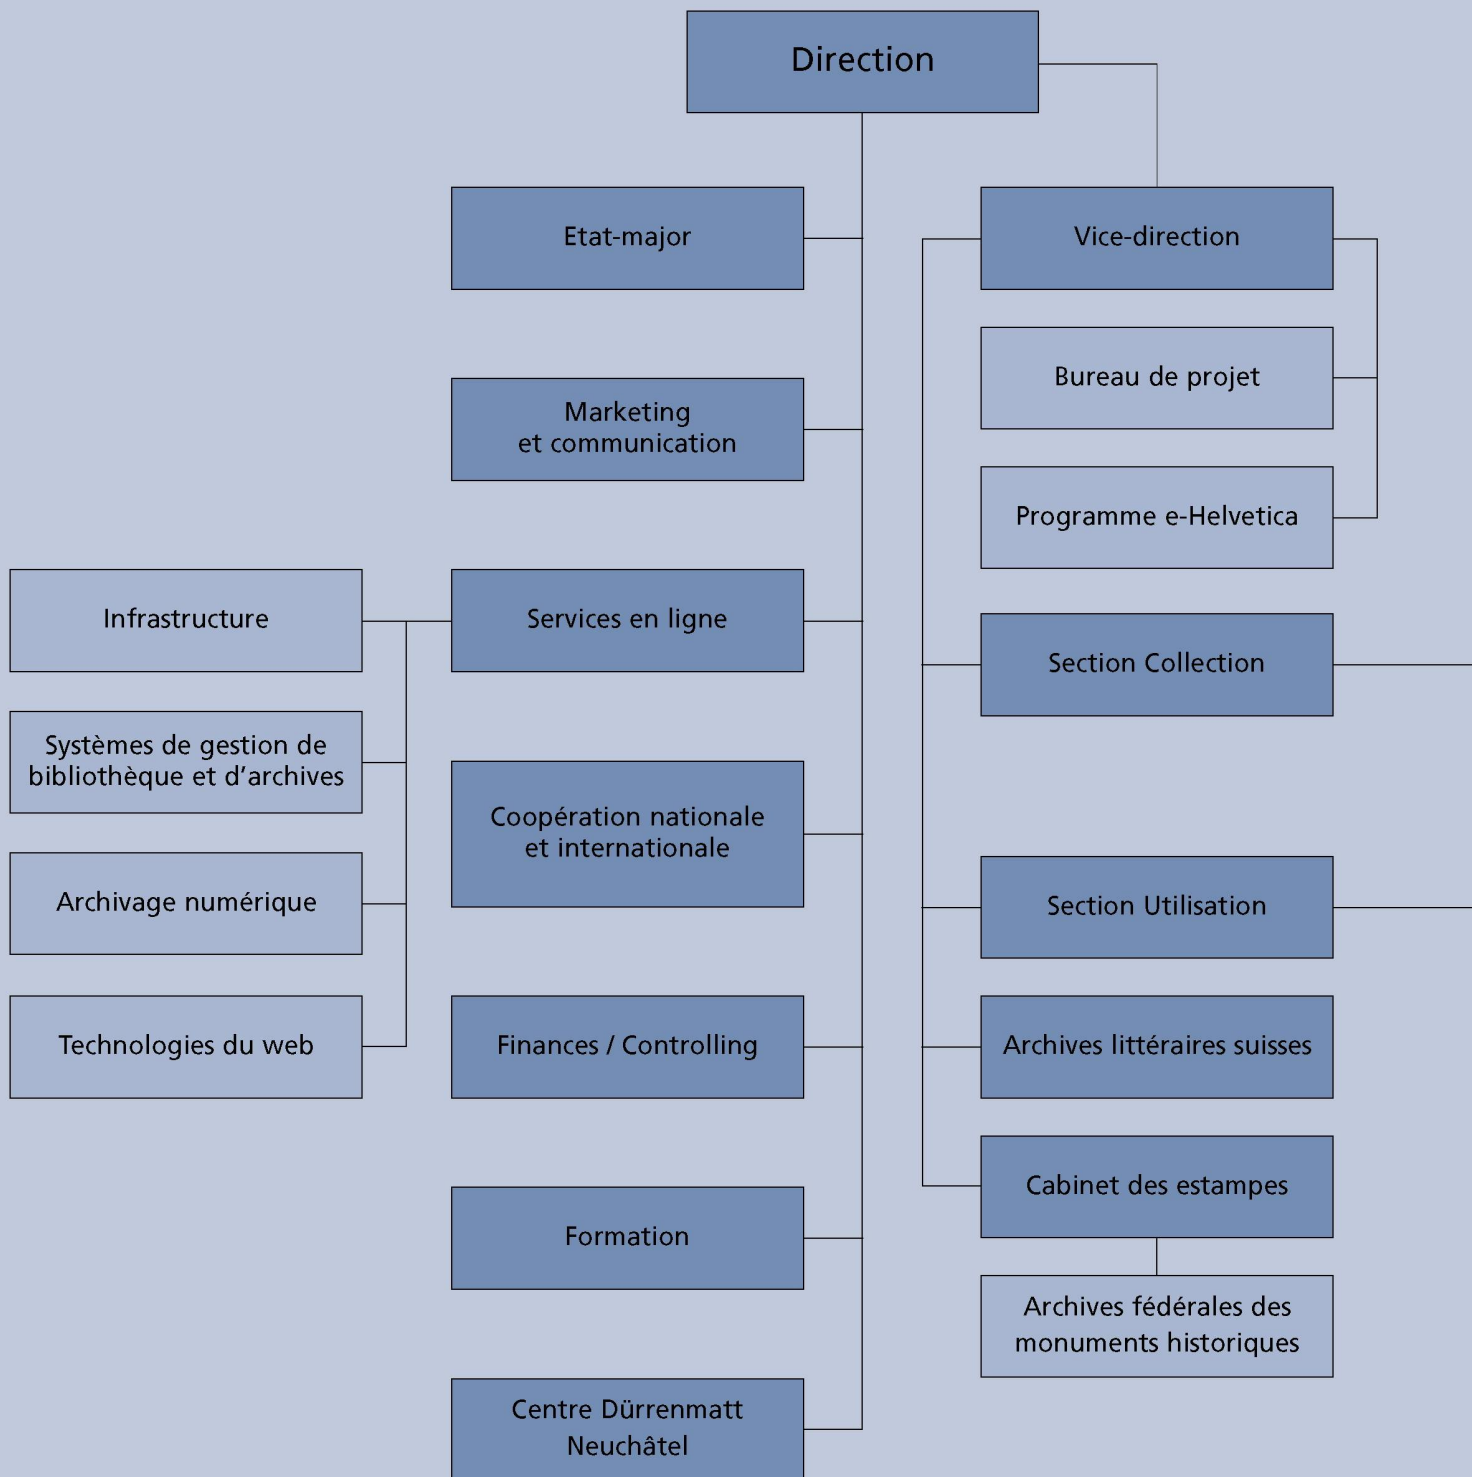 Direction
Etat-major
Marketing
et communication
Services en ligne
Infrastructure
Systèmes de gestion de
bibliothèque et d’archives
Archivage numérique
Technologies du web
Coopération nationale
et internationale
Finances / Controlling
Formation
Centre Dürrenmatt
Neuchâtel
Vice-direction
Bureau de projet
Programme e-Helvetica
Section Collection
Section Utilisation
Archives littéraires suisses
Cabinet des estampes
Archives fédérales des
monuments historiques